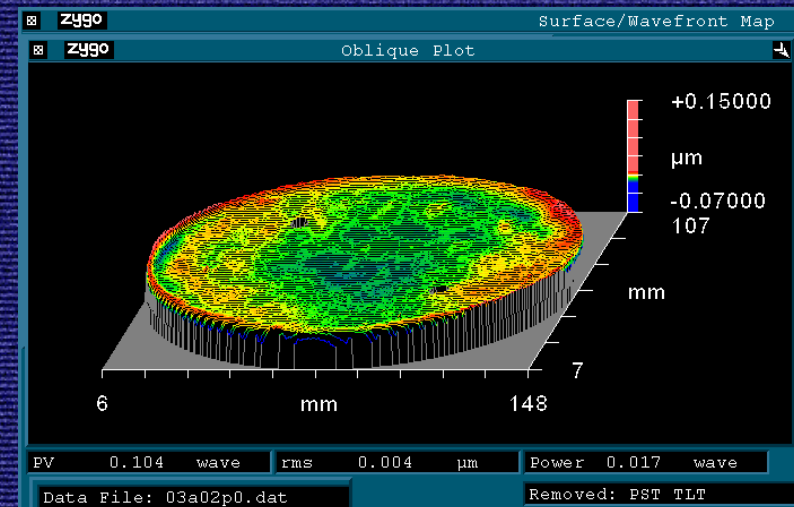 zygo Surface/Wavefront Map
zygo Oblique Plot
+0.15000
µm
-0.07000
107
mm
7
6 mm 148
PV 0.104 wave rms 0.004 µm Power 0.017 wave
Data File: 03a02p0.dat Removed: PST TLT